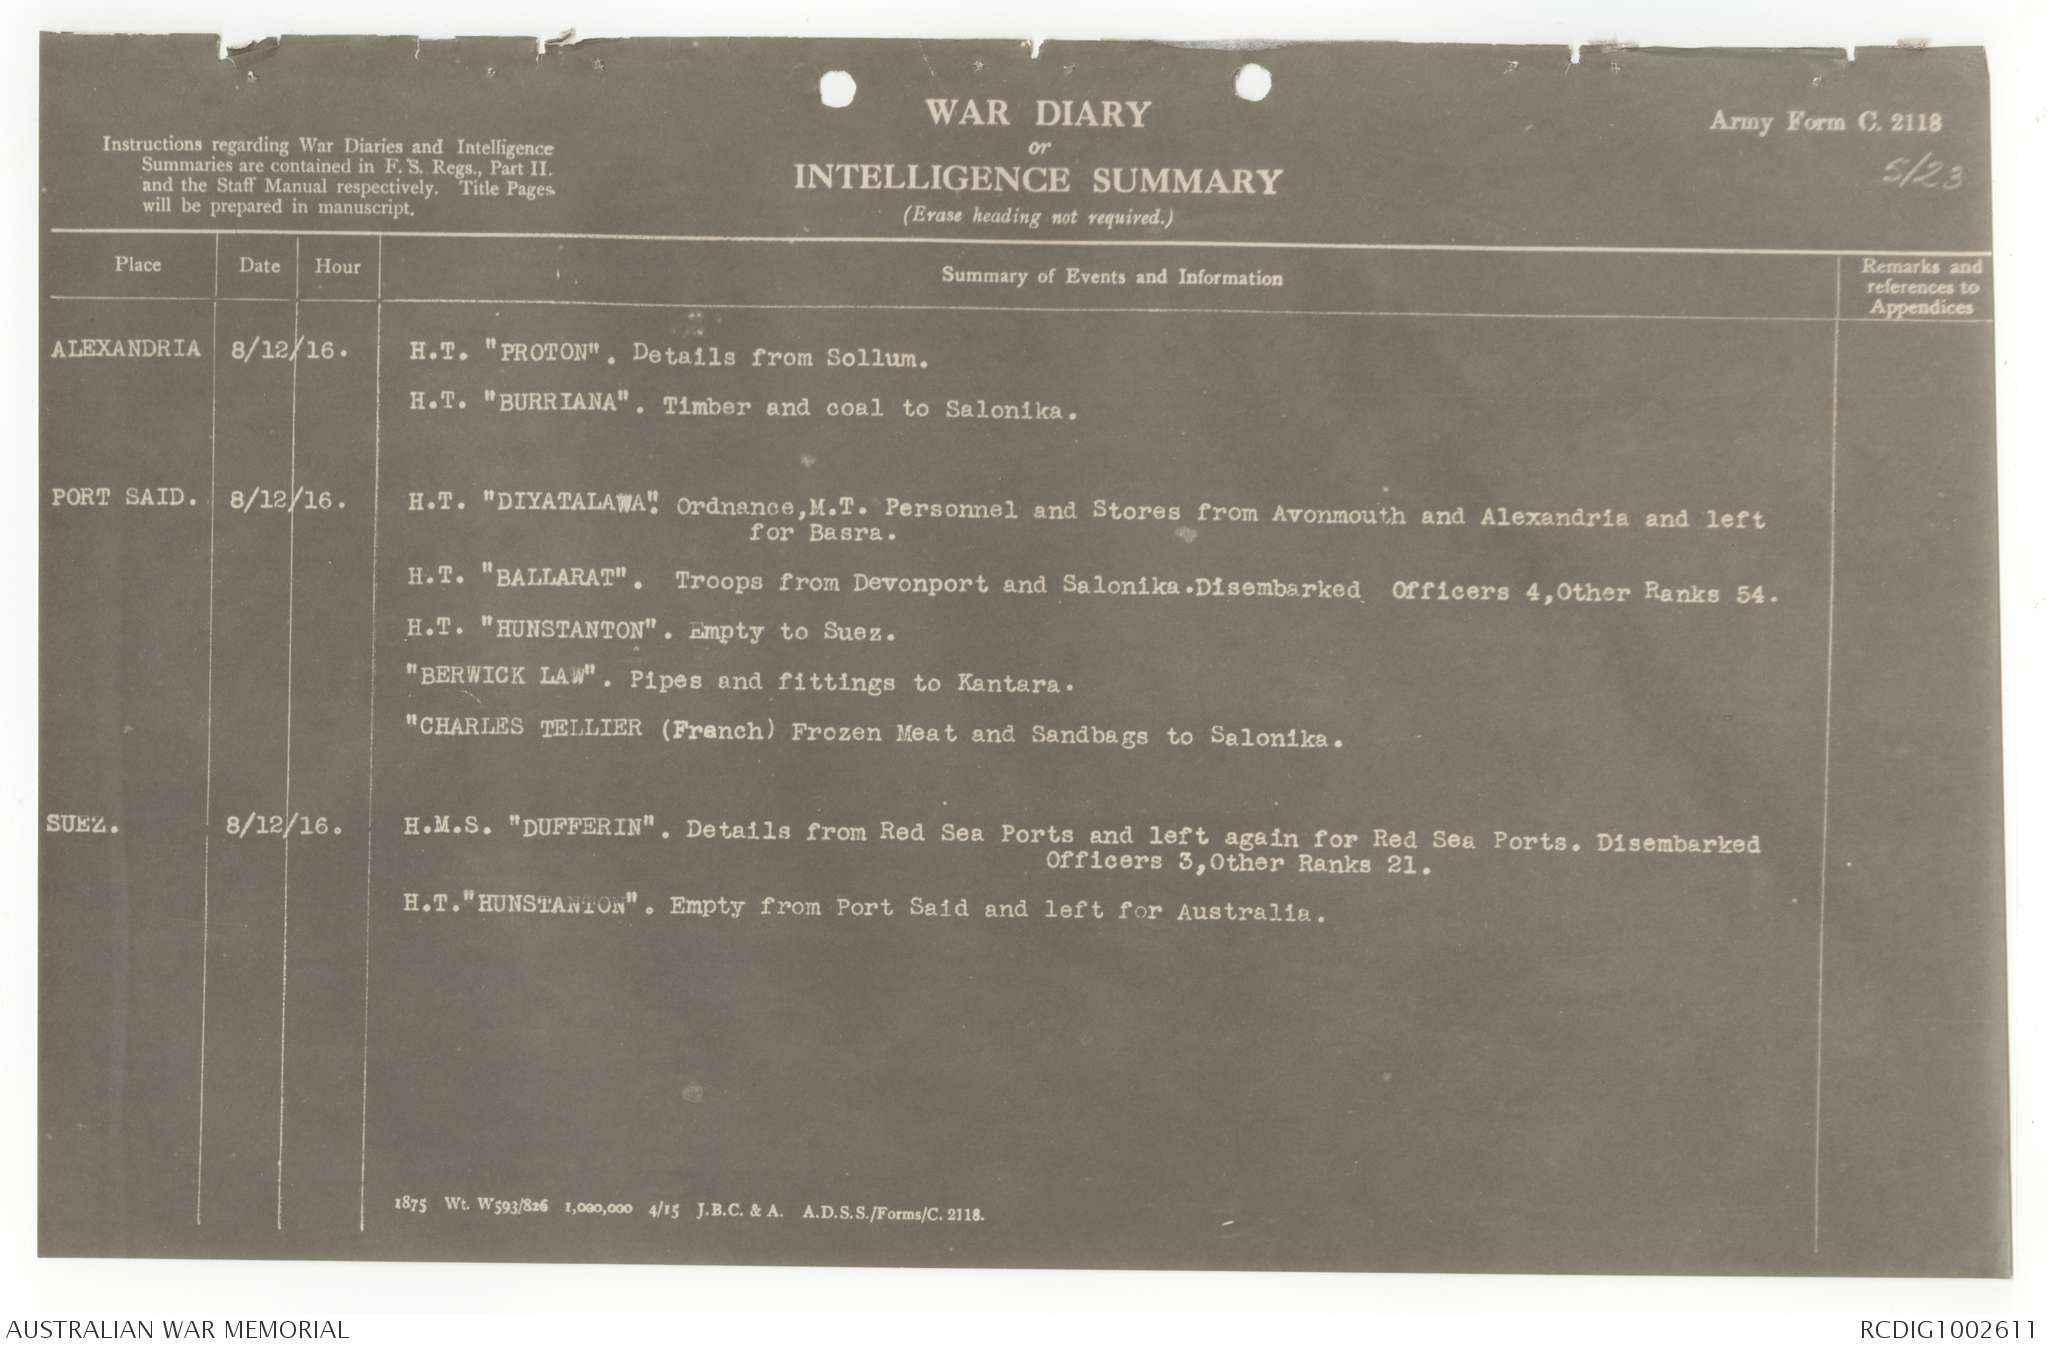 WAR DIARY
or
INTELLIGENCE SUMMARY
(Erase heading not required.)
Army Form C. 2118
5/23
Instructions regarding War Diaries and Intelligence
Summaries are contained in F. S. Regs., Part II.
and the Staff Manual respectively. Title Pages
will be prepared in manuscript.
Place Date Hour Summary of Events and Information Remarks and
references to
Appendices
ALEXANDRIA 8/12/16. H.T. "PROTON". Details from Sollum.
H.T. "BURRIANA". Timber and coal to Salonika.
PORT SAID. 8/12/16. H.T. "DIYATALAWA". Ordnance,M.T. Personnel and Stores from Avonmouth and Alexandria and left
for Basra.
H.T. "BALLARAT". Troops from Devonport and Salonika.Disembarked Officers 4,Other Ranks 54.
H.T. "HUNSTANTON". Empty to Suez.
"BERWICK LAW". Pipes and fittings to Kantara.
"CHARLES TELLIER (French) Frozen Meat and Sandbags to Salonika.
SUEZ. 8/12/16. H.M.S. "DUFFERIN". Details from Red Sea Ports and left again for Red Sea Ports. Disembarked
Officers 3,Other Ranks 21.
H.T."HUNSTANTON". Empty from Port Said and left for Australia.
1875 Wt. W593/826 1,000,000 4/15 J.B.C. & A. A.D.S.S./Forms/C. 2118.
AUSTRALIAN WAR MEMORIAL RCDIG1002611